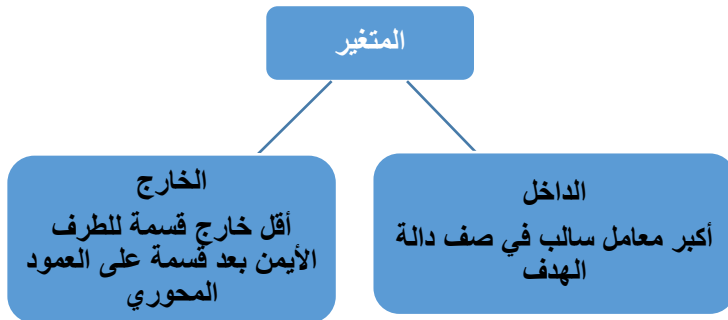 المتغير
الداخل
أكبر معامل سالب في صف دالة
الهدف
الخارج
أقل خارج قسمة للطرف
الأيمن بعد قسمة على العمود
المحوري